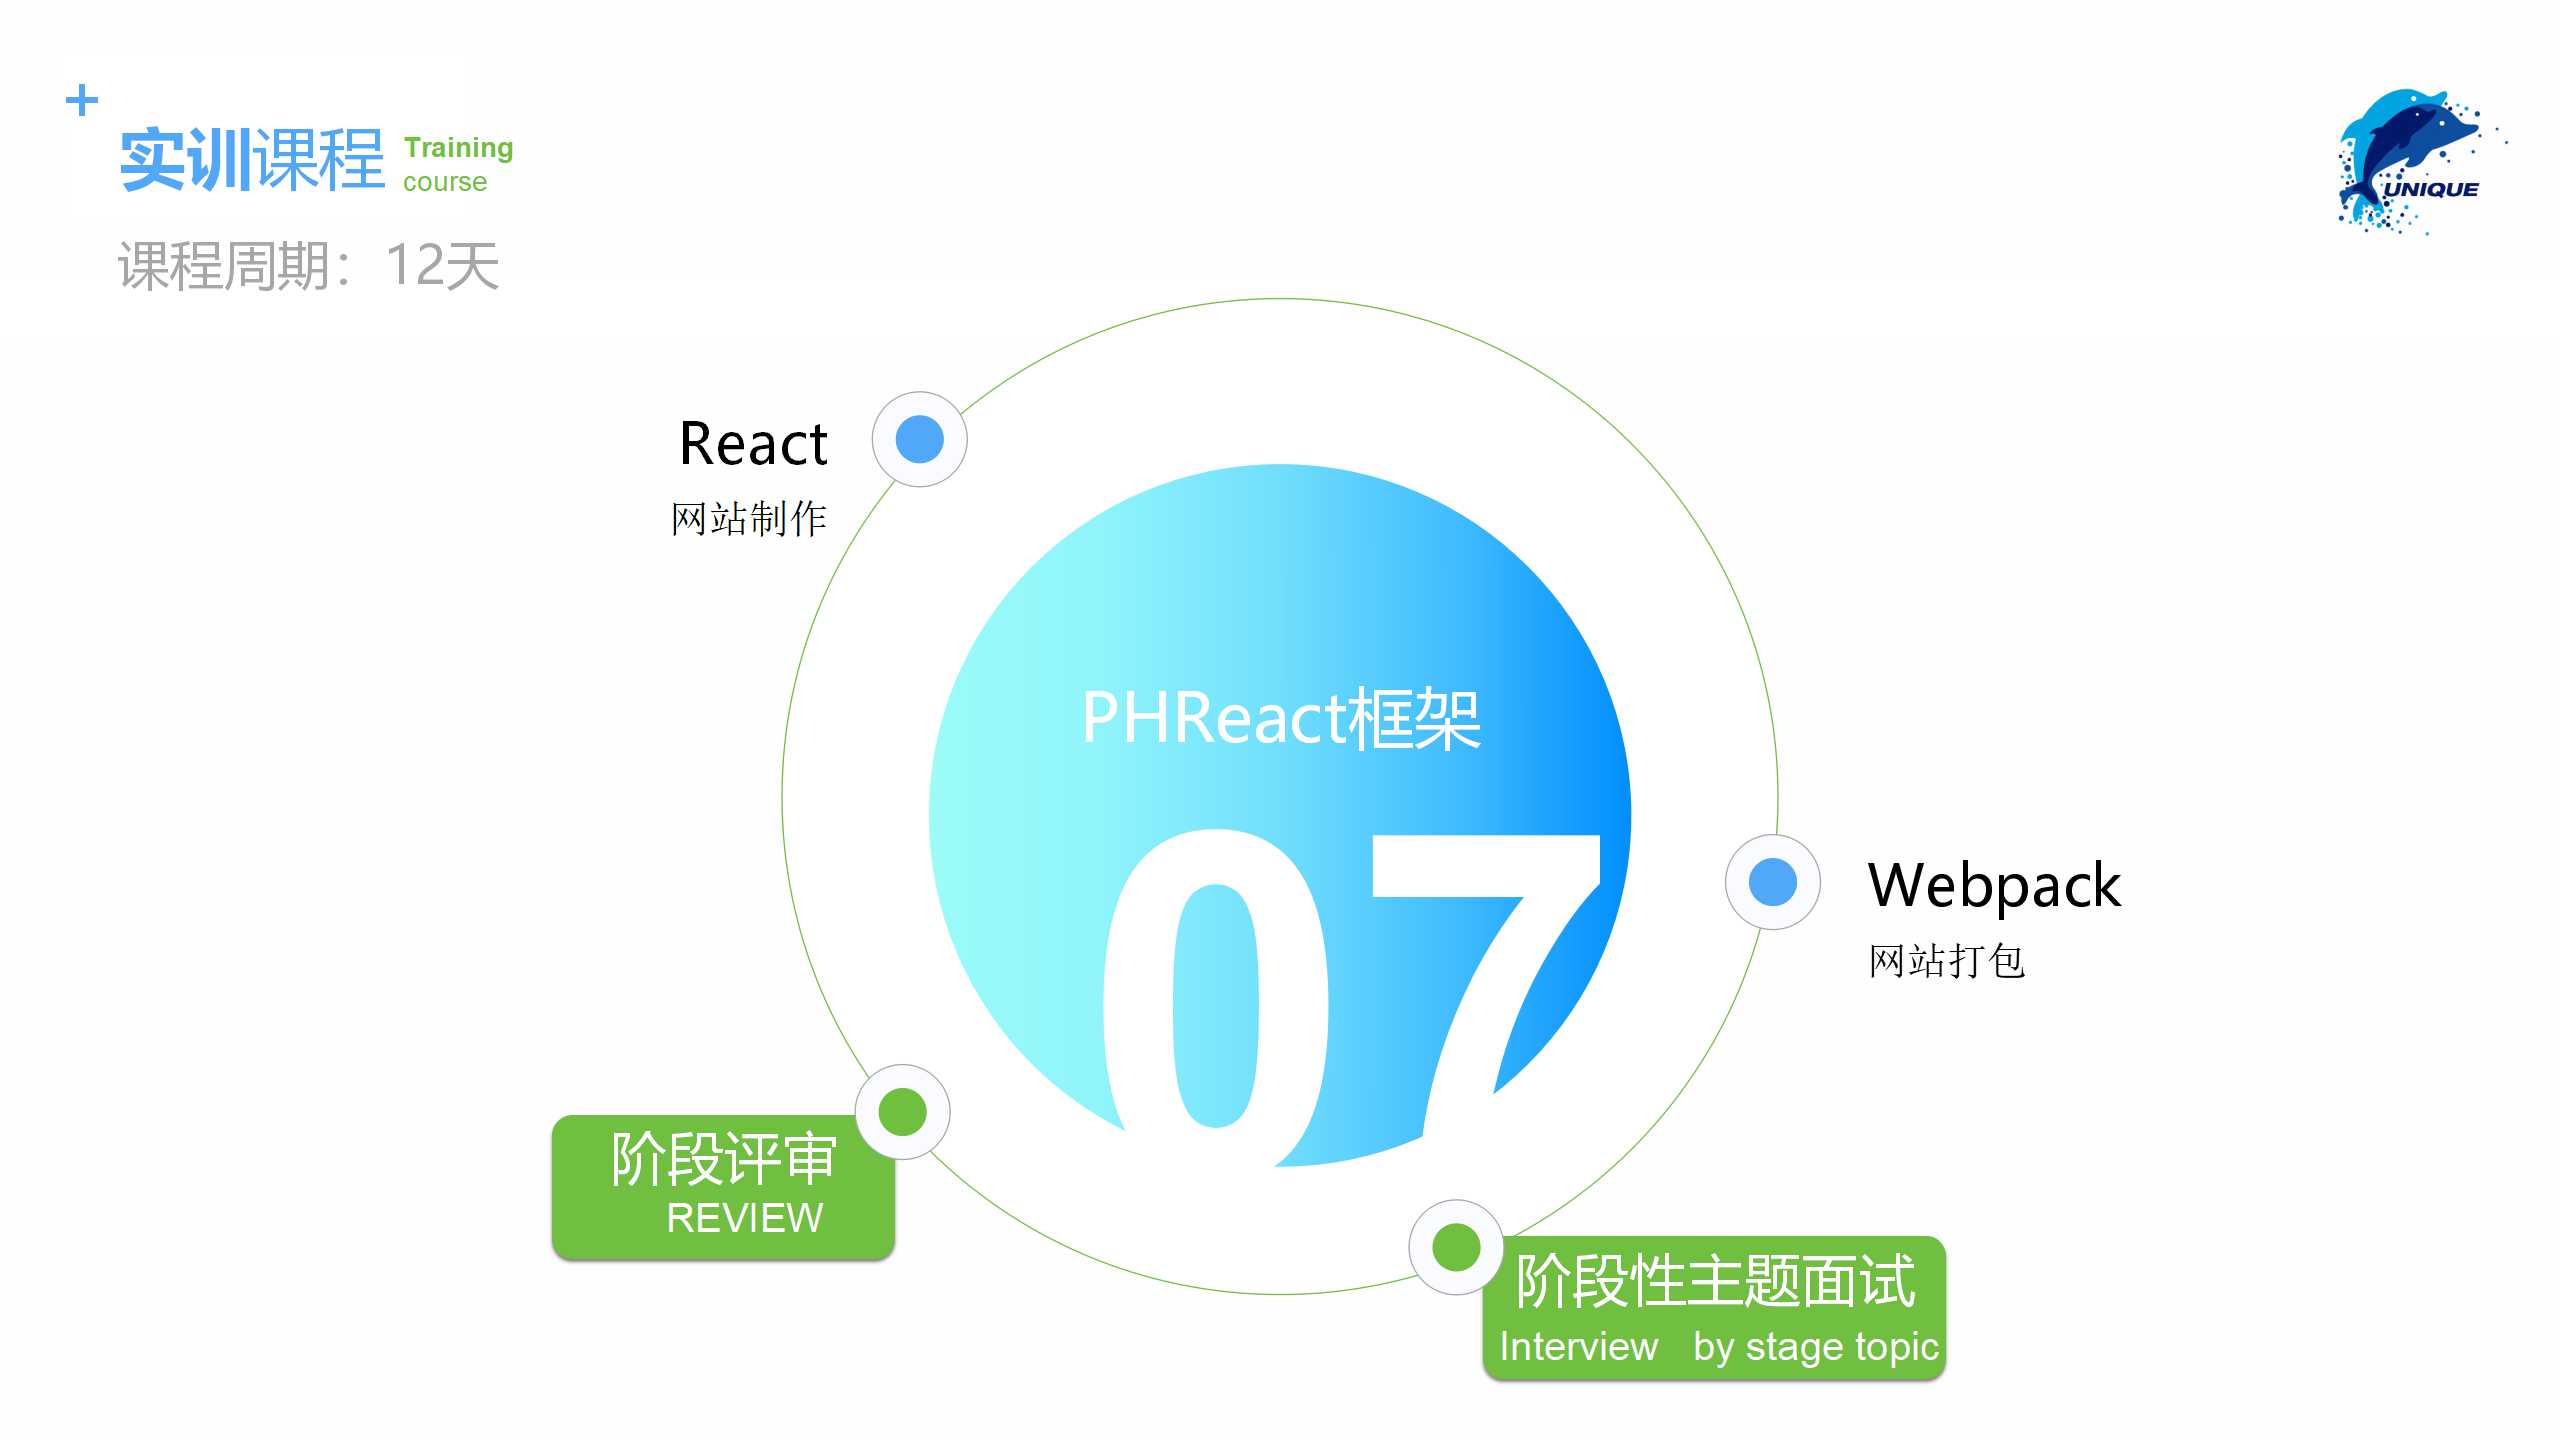 实训课程 Training
course
课程周期：12天
UNIQUE
React
网站制作
PHReact框架
07
Webpack
网站打包
阶段评审
REVIEW
阶段性主题面试
Interview by stage topic